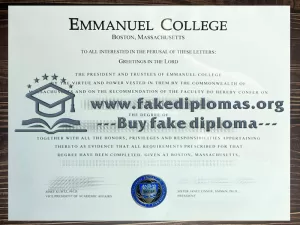 EMMANUEL COLLEGE
BOSTON, MASSACHUSETTS
TO ALL INTERESTED IN THE PERUSAL OF THESE LETTERS:
GREETINGS IN THE LORD
THE PRESIDENT AND TRUSTEES OF EMMANUEL COLLEGE
THE VIRTUE AND POWER VESTED IN THEM BY THE COMMONWEALTH OF
AND ON THE RECOMMENDATION OF THE FACULTY DO HEREBY CONFER ON
www.fakediplomas.org
---Buy fake diploma---
THE DEGREE OF
TOGETHER WITH ALL THE HONORS, PRIVILEGES AND RESPONSIBILITIES APPERTAINING
THERETO AS EVIDENCE THAT ALL REQUIREMENTS PRESCRIBED FOR THAT
DEGREE HAVE BEEN COMPLETED. GIVEN AT BOSTON, MASSACHUSETTS,